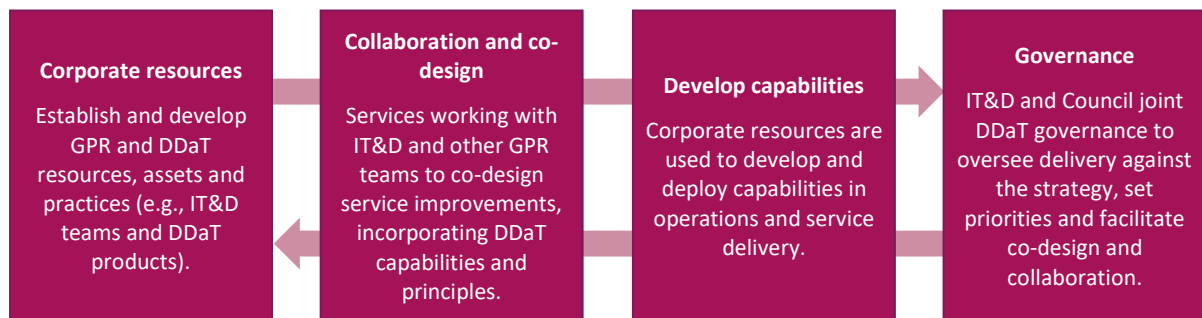 Corporate resources
Establish and develop
GPR and DDaT
resources, assets and
practices (e.g., IT&D
teams and DDaT
products).
Collaboration and co-
design
Services working with
IT&D and other GPR
teams to co-design
service improvements,
incorporating DDaT
capabilities and
principles.
Develop capabilities
Corporate resources are
used to develop and
deploy capabilities in
operations and service
delivery.
Governance
IT&D and Council joint
DDaT governance to
oversee delivery against
the strategy, set
priorities and facilitate
co-design and
collaboration.